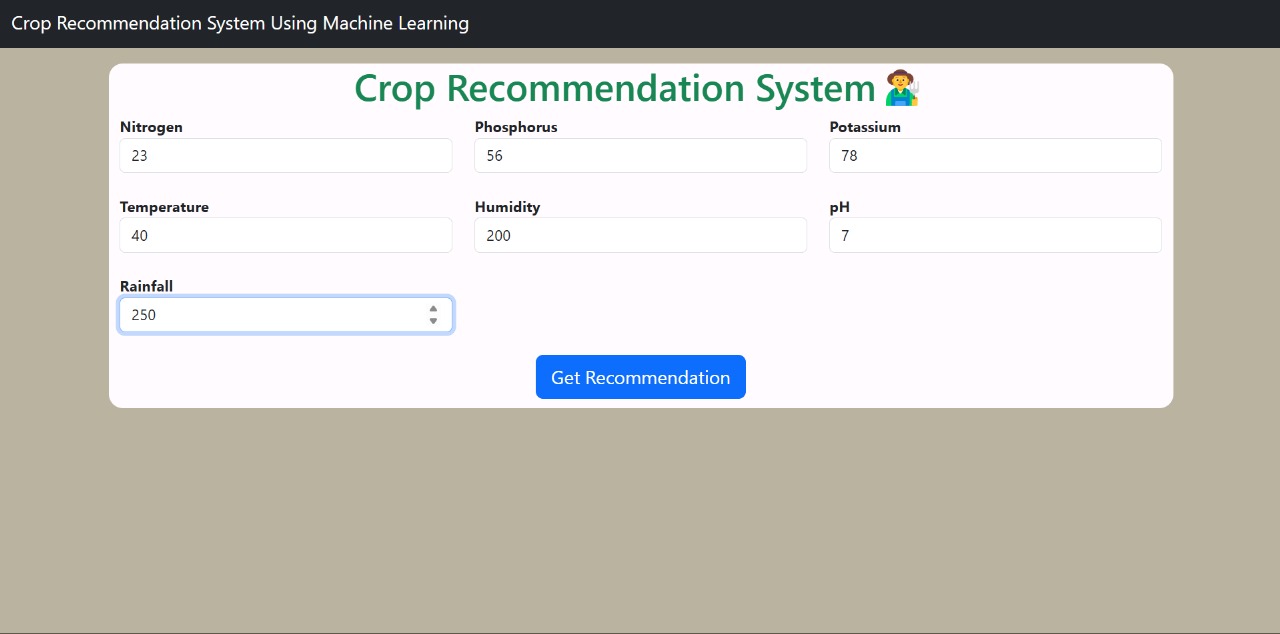 Crop Recommendation System Using Machine Learning
Crop Recommendation System
Nitrogen Phosphorus Potassium
23 56 78
Temperature Humidity pH
40 200 7
Rainfall
250
Get Recommendation